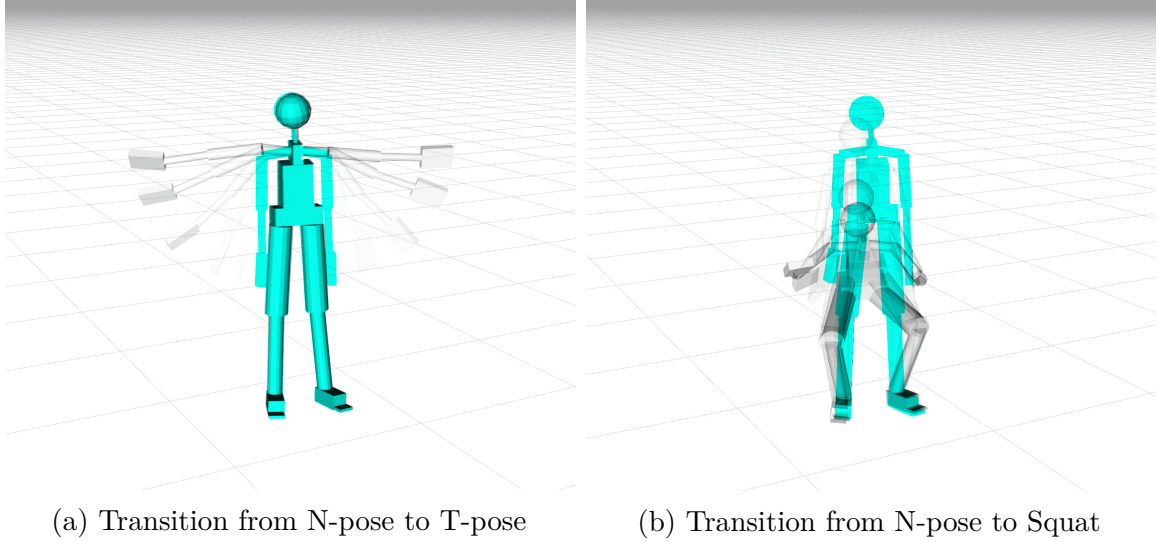 (a) Transition from N-pose to T-pose
(b) Transition from N-pose to Squat